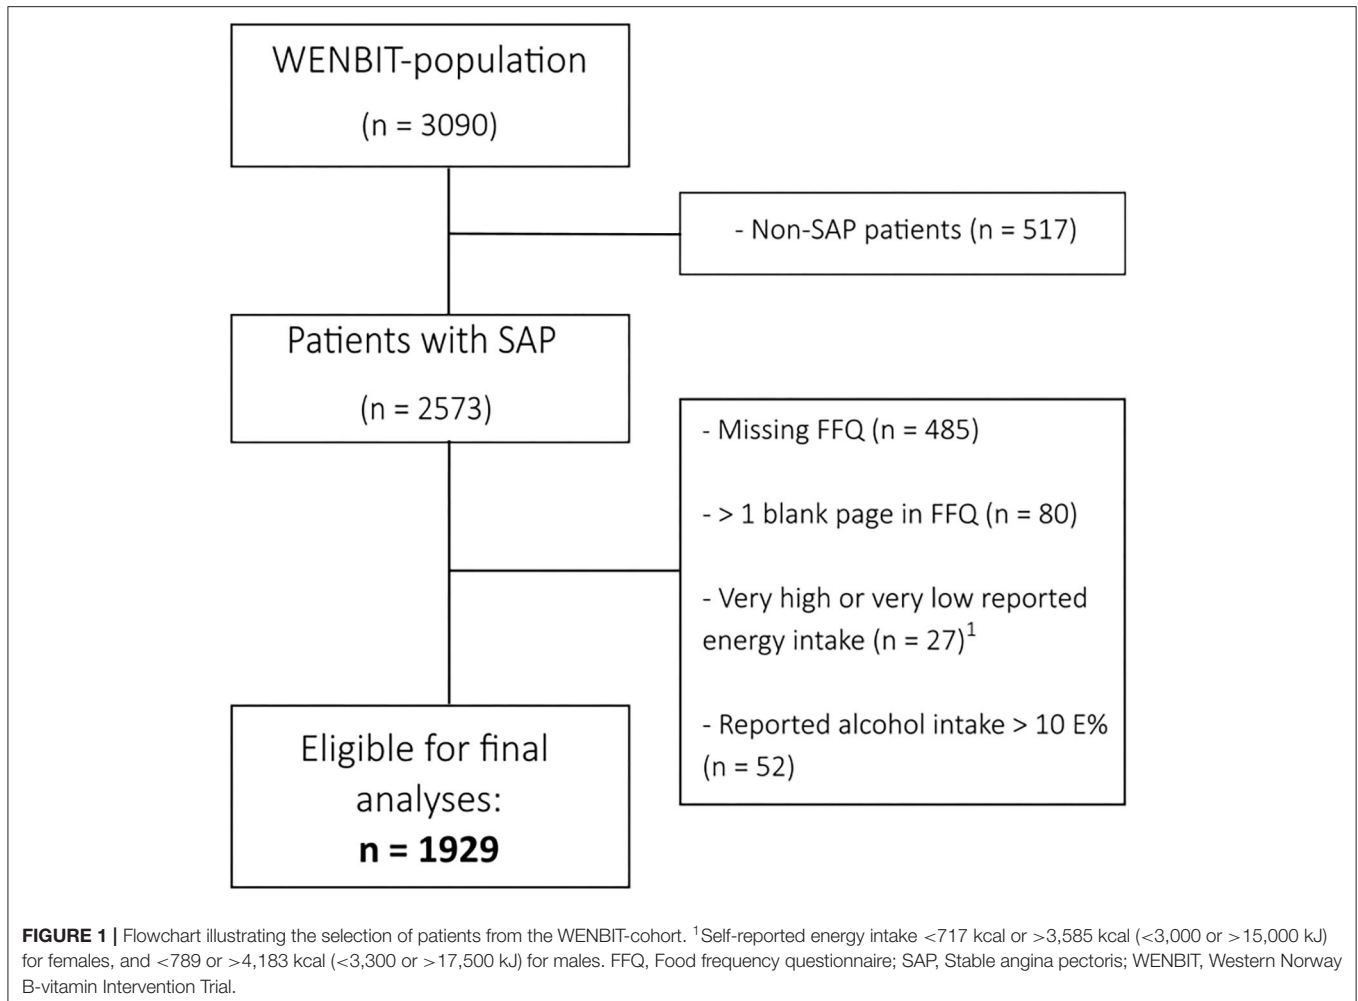 WENBIT-population
(n = 3090)
- Non-SAP patients (n = 517)
Patients with SAP
(n = 2573)
- Missing FFQ (n = 485)
- > 1 blank page in FFQ (n = 80)
- Very high or very low reported
energy intake (n = 27)¹
- Reported alcohol intake > 10 E%
(n = 52)
Eligible for final
analyses:
n = 1929
FIGURE 1 | Flowchart illustrating the selection of patients from the WENBIT-cohort. ¹Self-reported energy intake <717 kcal or >3,585 kcal (<3,000 or >15,000 kJ)
for females, and <789 or >4,183 kcal (<3,300 or >17,500 kJ) for males. FFQ, Food frequency questionnaire; SAP, Stable angina pectoris; WENBIT, Western Norway
B-vitamin Intervention Trial.